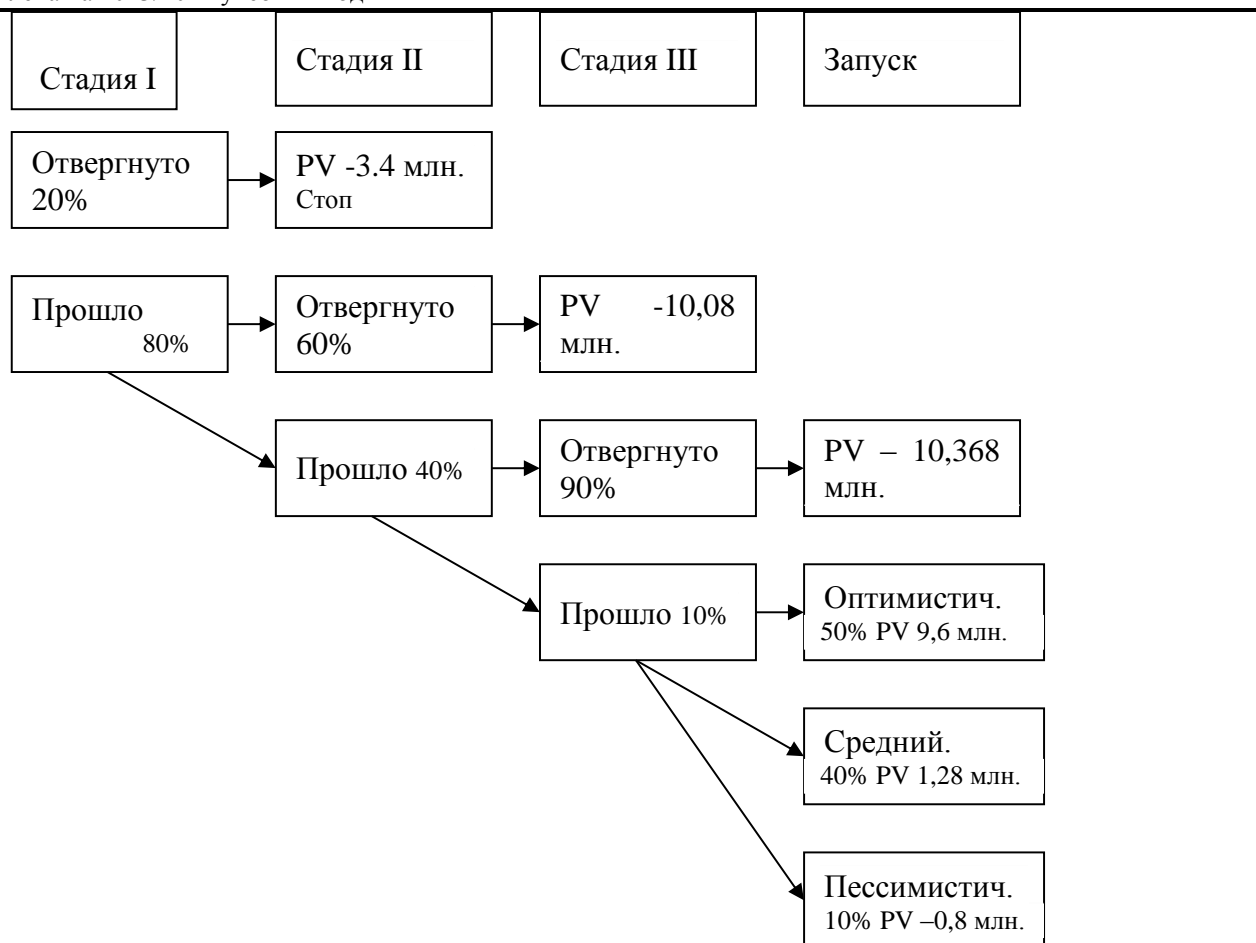 Стадия I
Стадия II
Стадия III
Запуск
Отвергнуто
20%
PV -3.4 млн.
Стоп
Прошло
80%
Отвергнуто
60%
PV -10,08
млн.
Прошло 40%
Отвергнуто
90%
PV – 10,368
млн.
Прошло 10%
Оптимистич.
50% PV 9,6 млн.
Средний.
40% PV 1,28 млн.
Пессимистич.
10% PV –0,8 млн.